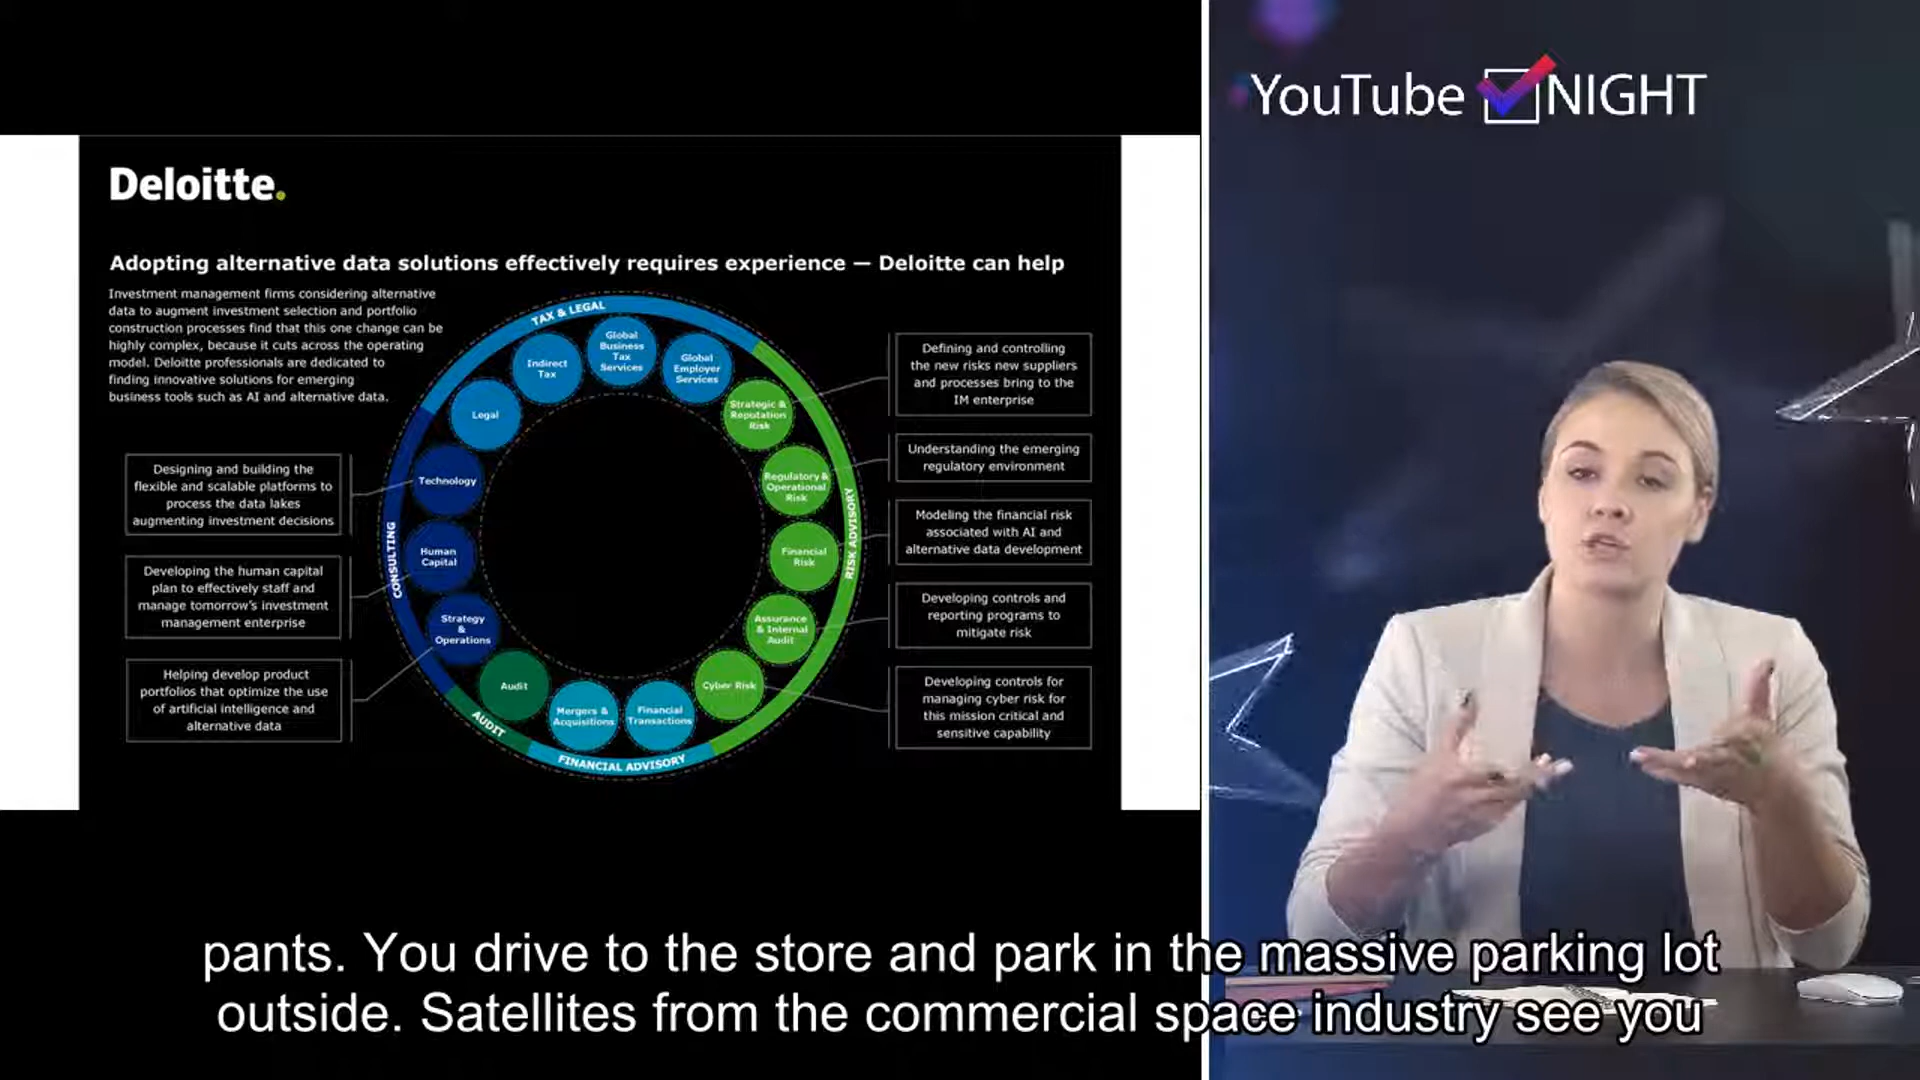 Deloitte.
Adopting alternative data solutions effectively requires experience — Deloitte can help
Investment management firms considering alternative
data to augment investment selection and portfolio
construction processes find that this one change can be
highly complex, because it cuts across the operating
model. Deloitte professionals are dedicated to
finding innovative solutions for emerging
business tools such as AI and alternative data.
Designing and building the
flexible and scalable platforms to
process the data lakes
augmenting investment decisions
Developing the human capital
plan to effectively staff and
manage tomorrow's investment
management enterprise
Helping develop product
portfolios that optimize the use
of artificial intelligence and
alternative data
TAX & LEGAL
Legal
Indirect
Tax
Global
Business
Tax
Services
Global
Employer
Services
RISK ADVISORY
Strategic &
Reputation
Risk
Regulatory &
Operational
Risk
Financial
Risk
Assurance
& Internal
Audit
Cyber Risk
FINANCIAL ADVISORY
Financial
Transactions
Mergers &
Acquisitions
AUDIT
Audit
CONSULTING
Strategy
&
Operations
Human
Capital
Technology
Defining and controlling
the new risks new suppliers
and processes bring to the
IM enterprise
Understanding the emerging
regulatory environment
Modeling the financial risk
associated with AI and
alternative data development
Developing controls and
reporting programs to
mitigate risk
Developing controls for
managing cyber risk for
this mission critical and
sensitive capability
YouTube NIGHT
pants. You drive to the store and park in the massive parking lot
outside. Satellites from the commercial space industry see you